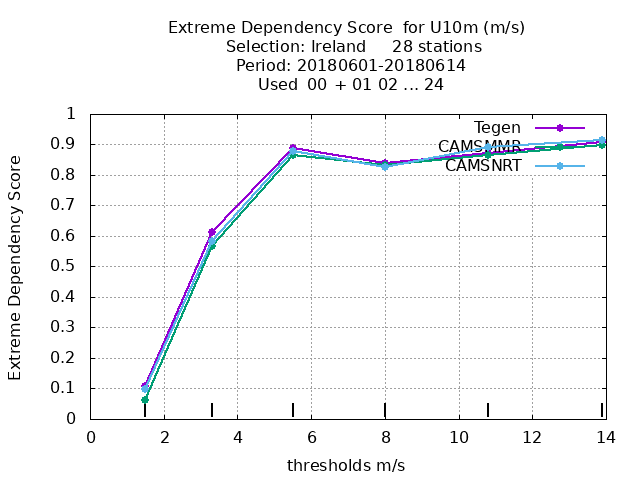 Extreme Dependency Score  for U10m (m/s)
Selection: Ireland     28 stations
Period: 20180601-20180614
Used  00 + 01 02 ... 24
Extreme Dependency Score
1
0.9
0.8
0.7
0.6
0.5
0.4
0.3
0.2
0.1
0
Tegen
CAMSMMR
CAMSNRT
0 2 4 6 8 10 12 14
thresholds m/s